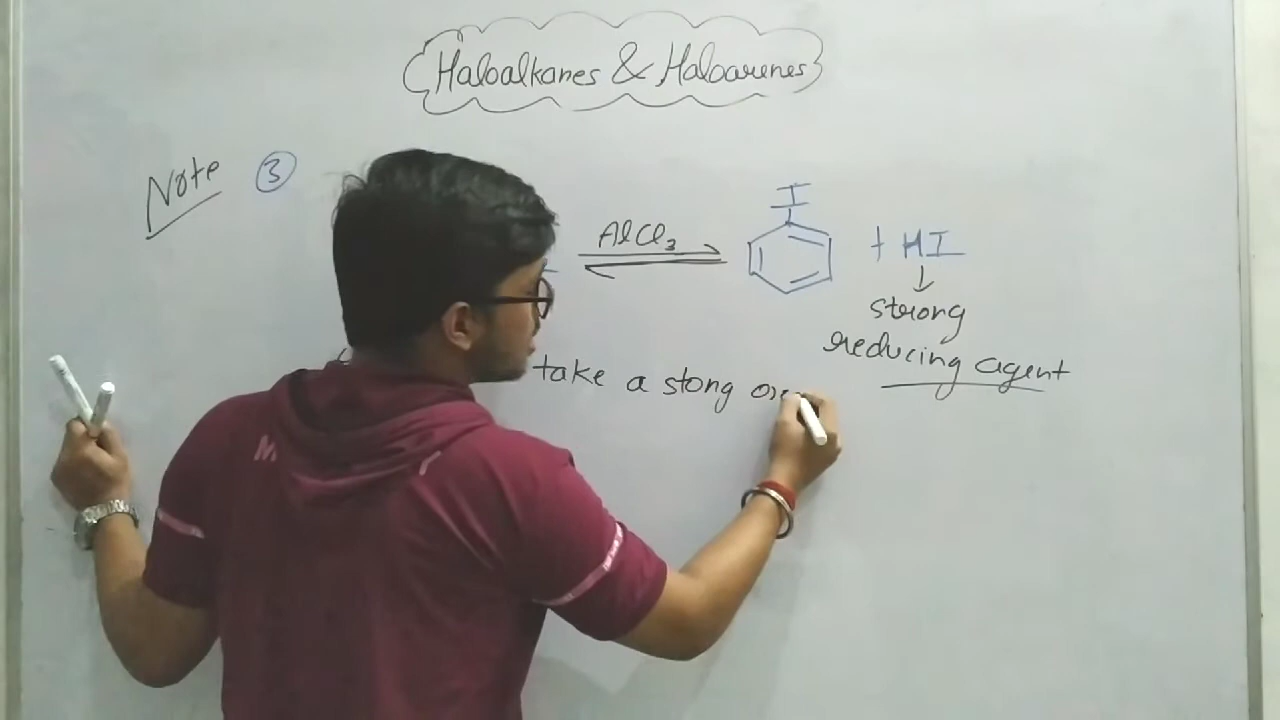 Haloalkanes & Haloarenes
Note ③
AlCl₃
I
+ HI
strong
reducing agent
take a stong